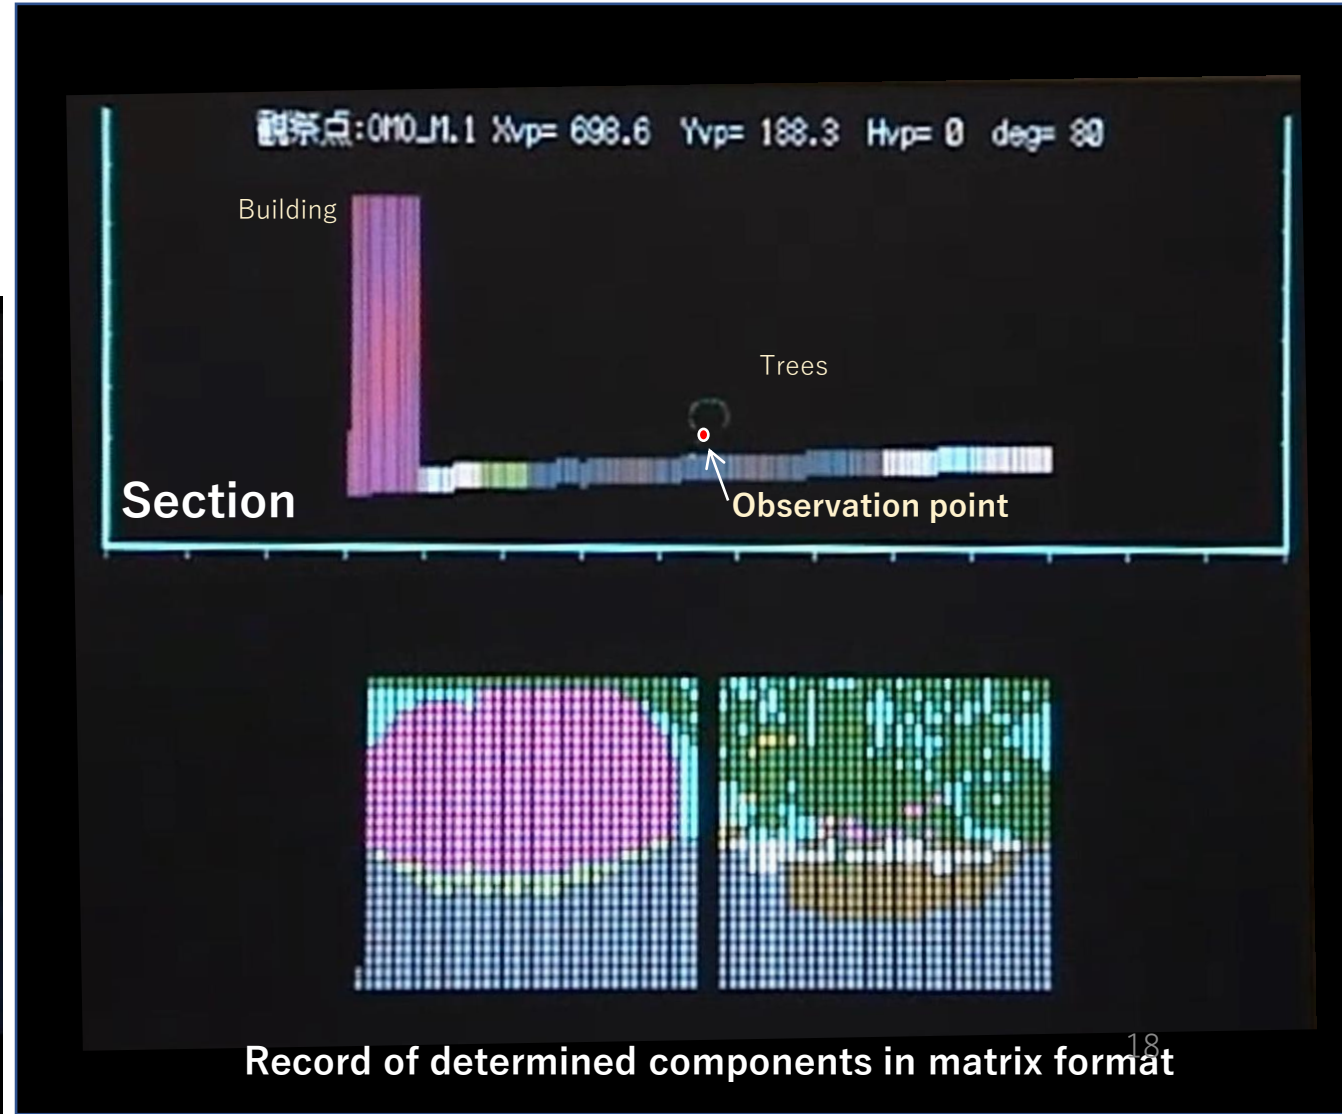 観察点:OMO_M.1 Xvp= 698.6 Yvp= 188.3 Hvp= 0 deg= 80
Building
Trees
Section
Observation point
18
Record of determined components in matrix format